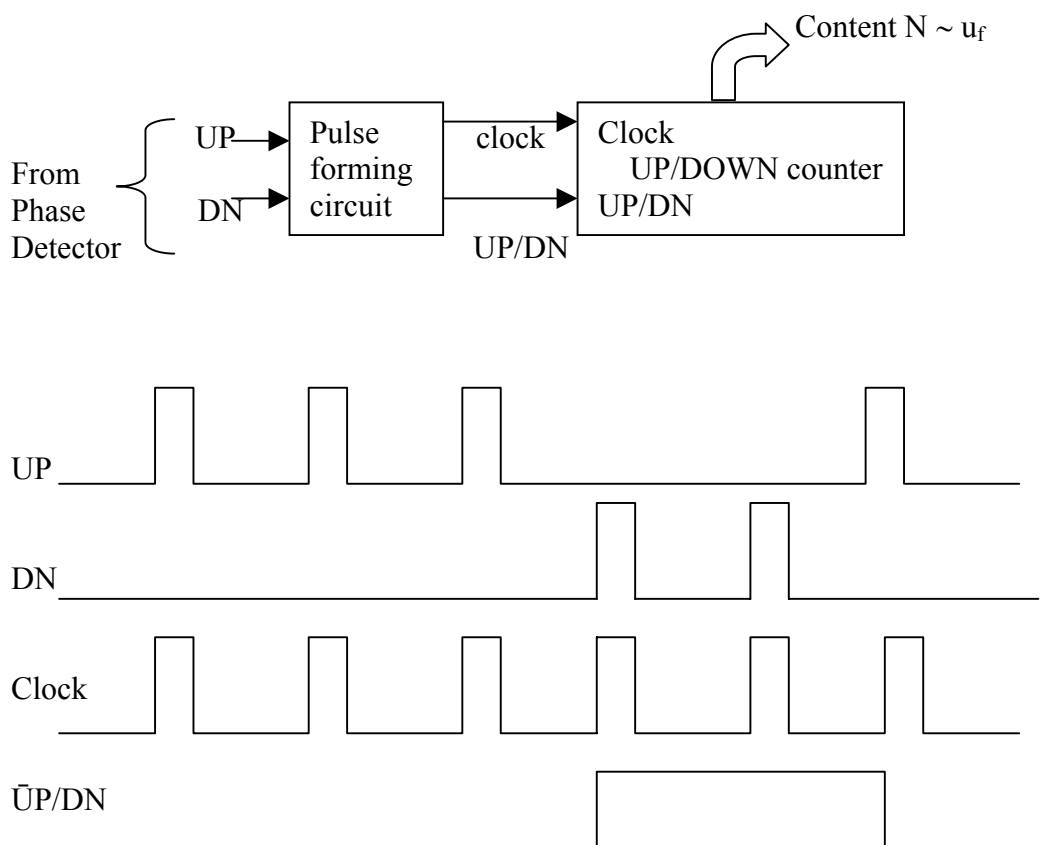 Content N ~ u_f
From
Phase
Detector
UP
DN
Pulse
forming
circuit
clock
UP/DN
Clock
UP/DOWN counter
UP/DN
UP
DN
Clock
ŪP/DN